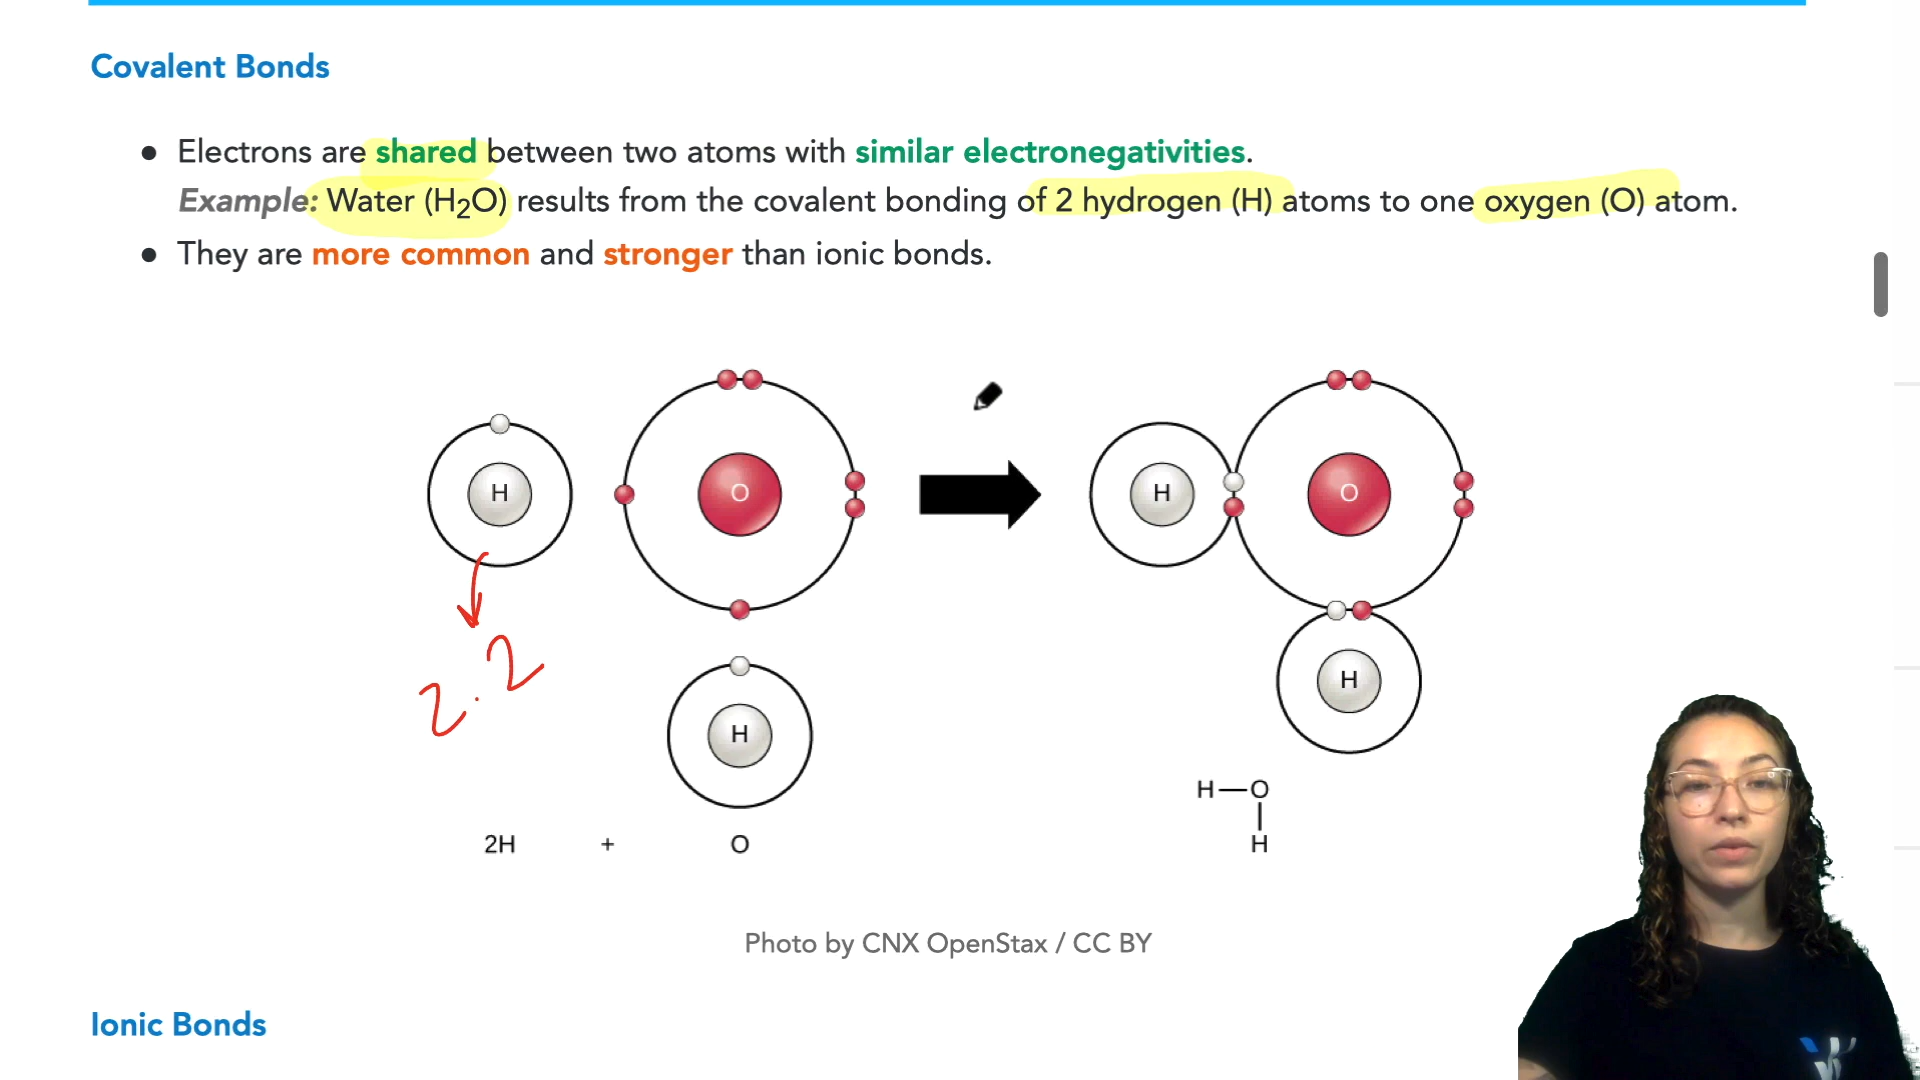 Covalent Bonds
• Electrons are shared between two atoms with similar electronegativities.
Example: Water (H₂O) results from the covalent bonding of 2 hydrogen (H) atoms to one oxygen (O) atom.
• They are more common and stronger than ionic bonds.
H
O
H
O
2.2
H
H
H—O
H
2H + O
Photo by CNX OpenStax / CC BY
Ionic Bonds